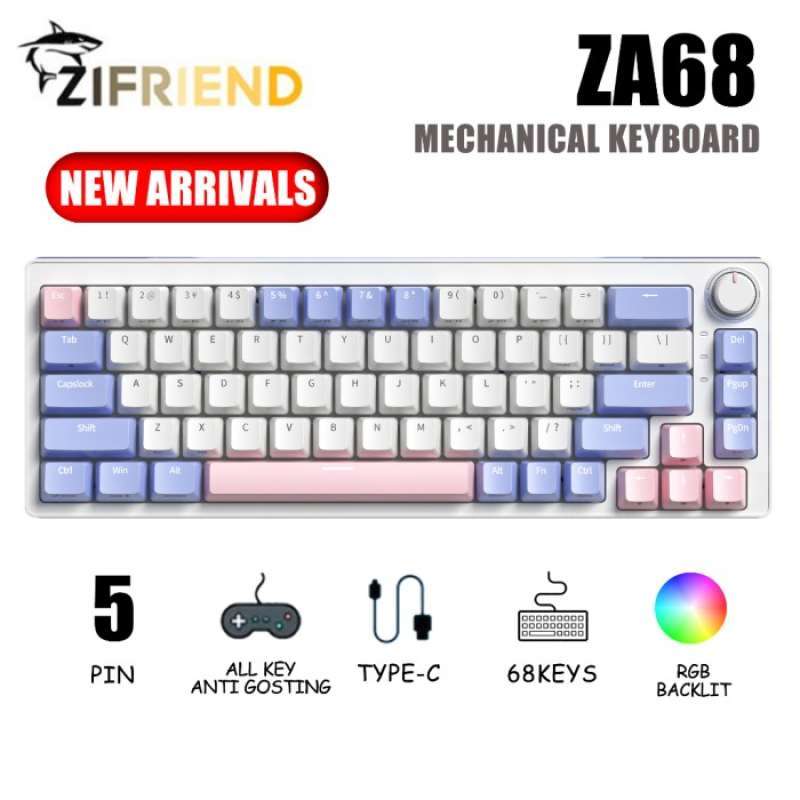 ZIFRIEND
ZA68
MECHANICAL KEYBOARD
NEW ARRIVALS
Esc 1! 2@ 3# 4$ 5% 6^ 7& 8* 9( 0) -_ =+ ←
Tab Q W E R T Y U I O P [{ ]} \| Del
Capslock A S D F G H J K L '" ;: Enter Pgup
Shift Z X C V B N M ,< .> /? Shift PgDn
Ctrl Win Alt Alt Fn Ctrl
5
PIN
ALL KEY
ANTI GOSTING
TYPE-C
68KEYS
RGB
BACKLIT